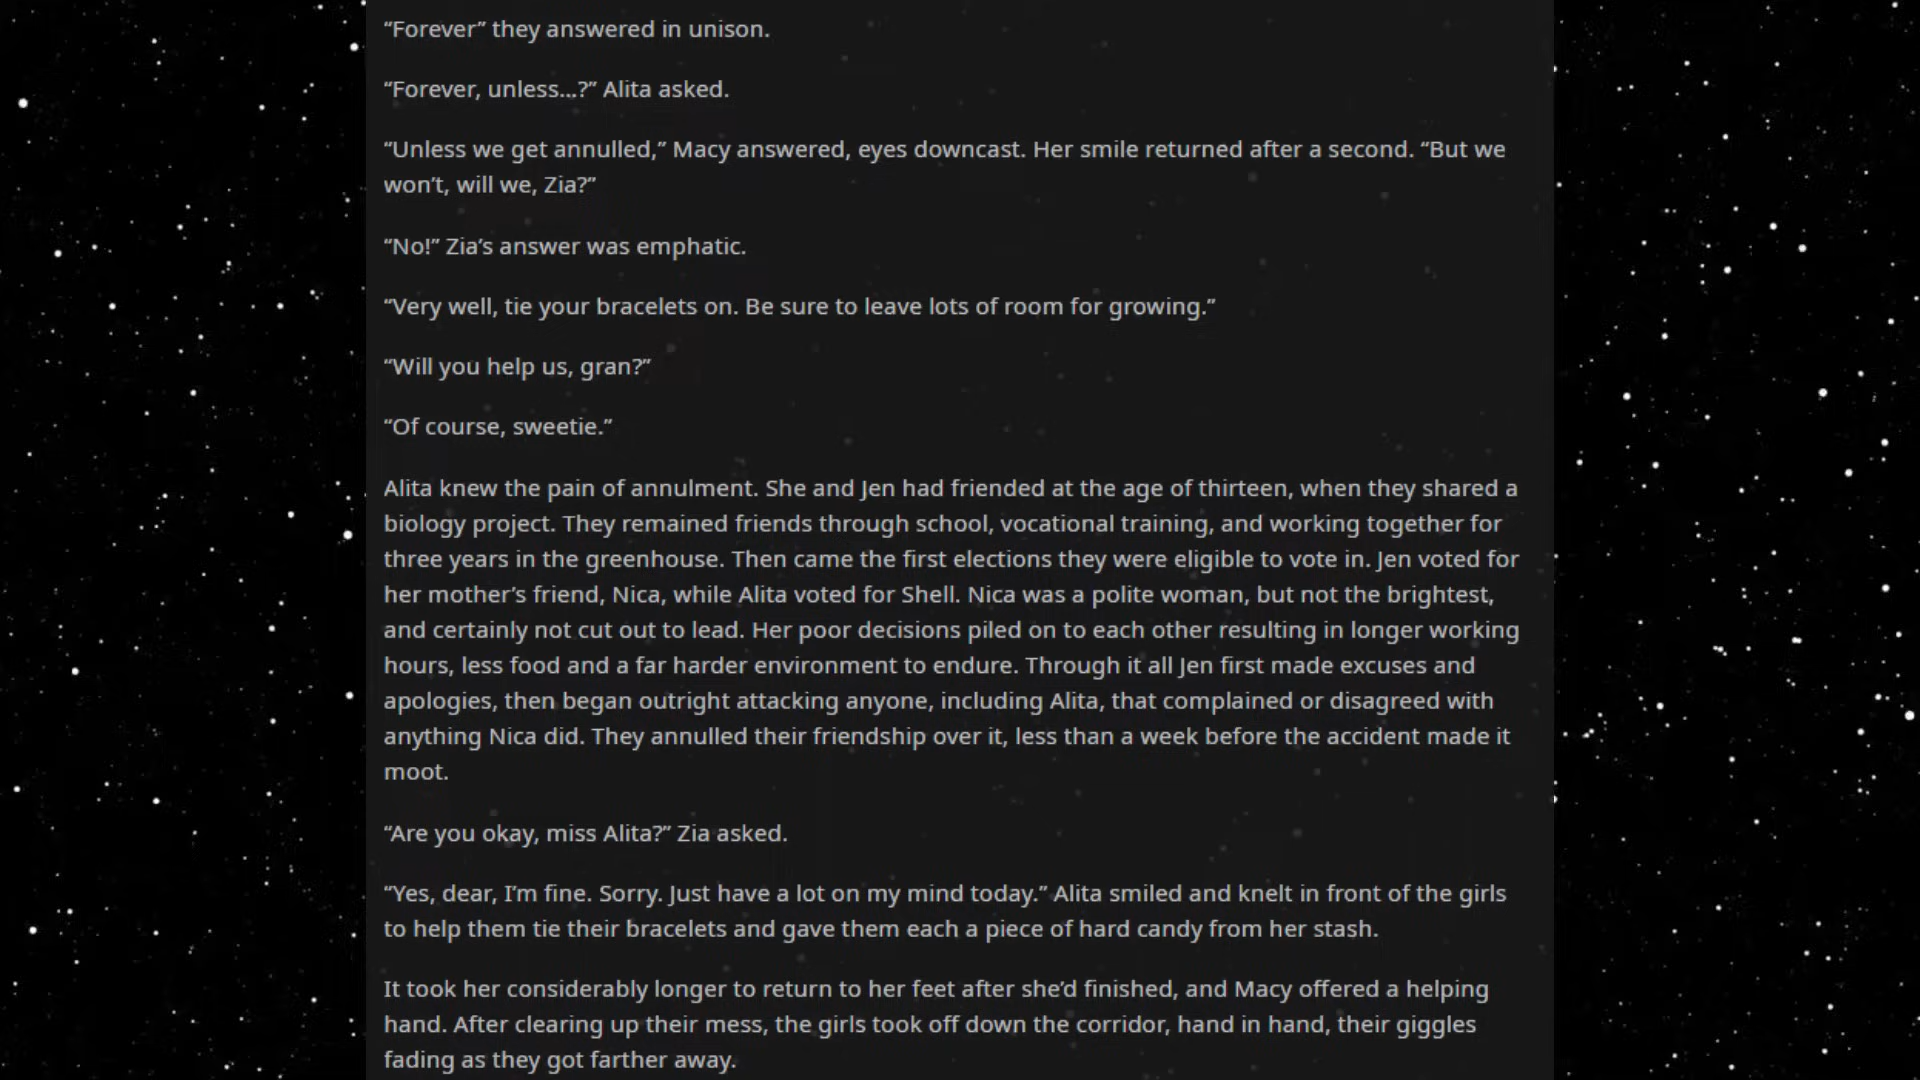 “Forever” they answered in unison.
“Forever, unless…?” Alita asked.
“Unless we get annulled,” Macy answered, eyes downcast. Her smile returned after a second. “But we
won’t, will we, Zia?”
“No!” Zia’s answer was emphatic.
“Very well, tie your bracelets on. Be sure to leave lots of room for growing.”
“Will you help us, gran?”
“Of course, sweetie.”
Alita knew the pain of annulment. She and Jen had friended at the age of thirteen, when they shared a
biology project. They remained friends through school, vocational training, and working together for
three years in the greenhouse. Then came the first elections they were eligible to vote in. Jen voted for
her mother’s friend, Nica, while Alita voted for Shell. Nica was a polite woman, but not the brightest,
and certainly not cut out to lead. Her poor decisions piled on to each other resulting in longer working
hours, less food and a far harder environment to endure. Through it all Jen first made excuses and
apologies, then began outright attacking anyone, including Alita, that complained or disagreed with
anything Nica did. They annulled their friendship over it, less than a week before the accident made it
moot.
“Are you okay, miss Alita?” Zia asked.
“Yes, dear, I’m fine. Sorry. Just have a lot on my mind today.” Alita smiled and knelt in front of the girls
to help them tie their bracelets and gave them each a piece of hard candy from her stash.
It took her considerably longer to return to her feet after she’d finished, and Macy offered a helping
hand. After clearing up their mess, the girls took off down the corridor, hand in hand, their giggles
fading as they got farther away.